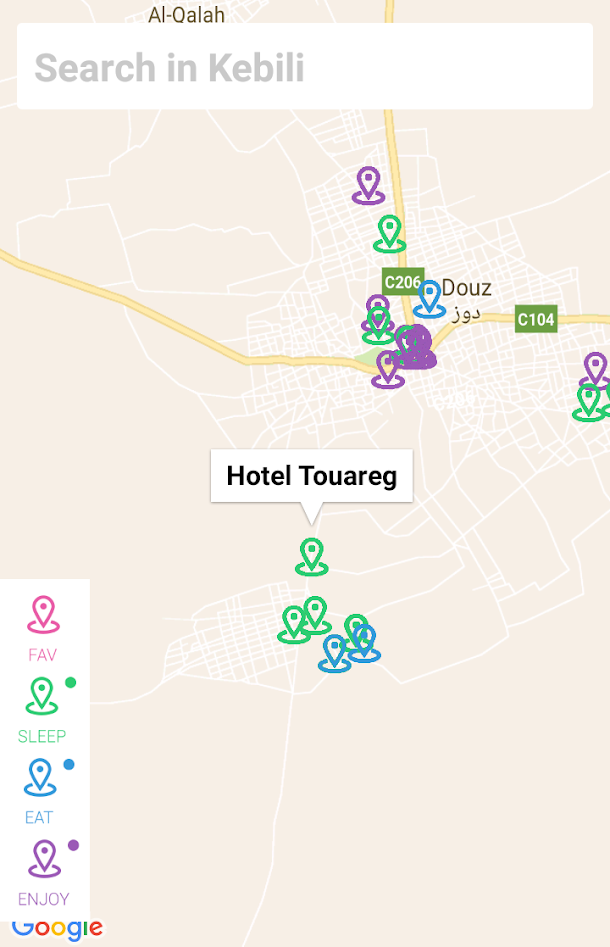 Al-Qalah
Search in Kebili
C206
Douz
دوز
C104
Hotel Touareg
FAV
SLEEP
EAT
ENJOY
Google